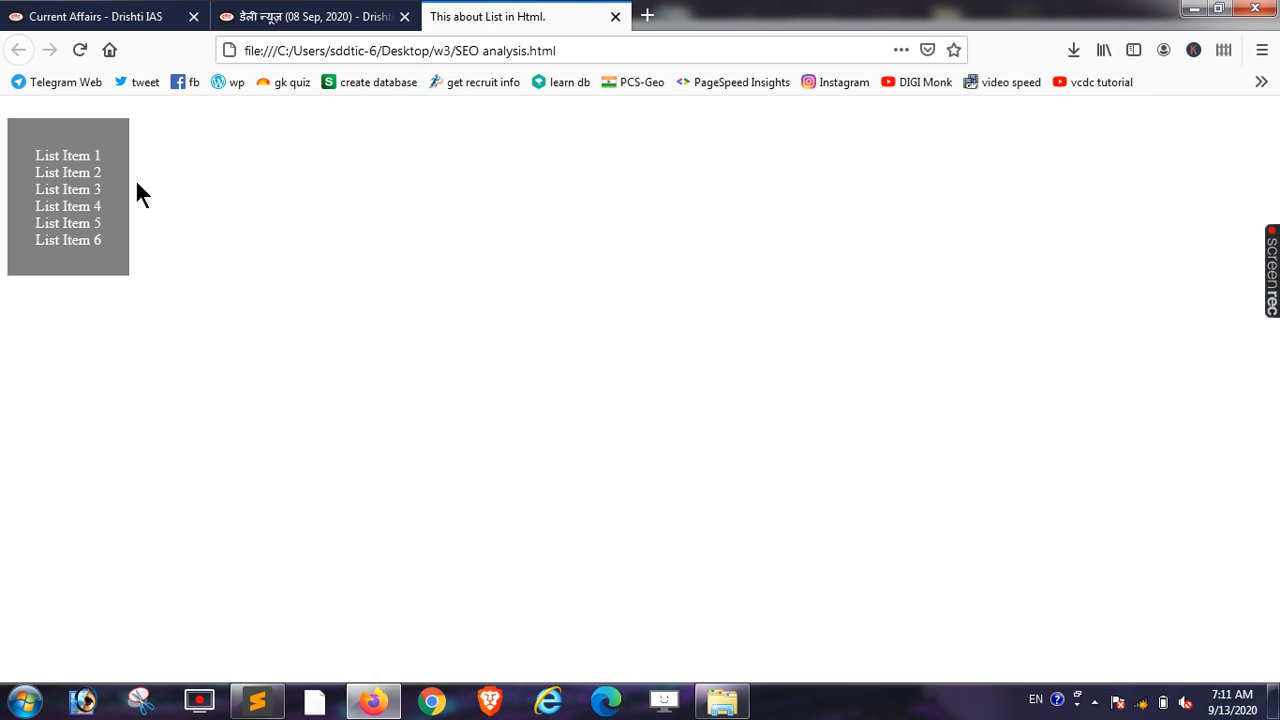 Current Affairs - Drishti IAS
डेली न्यूज़ (08 Sep, 2020) - Drisht
This about List in Html.
file:///C:/Users/sddtic-6/Desktop/w3/SEO analysis.html
Telegram Web
tweet
fb
wp
gk quiz
S create database
get recruit info
learn db
PCS-Geo
PageSpeed Insights
Instagram
DIGI Monk
video speed
vcdc tutorial
List Item 1
List Item 2
List Item 3
List Item 4
List Item 5
List Item 6
screenrec
EN
7:11 AM
9/13/2020